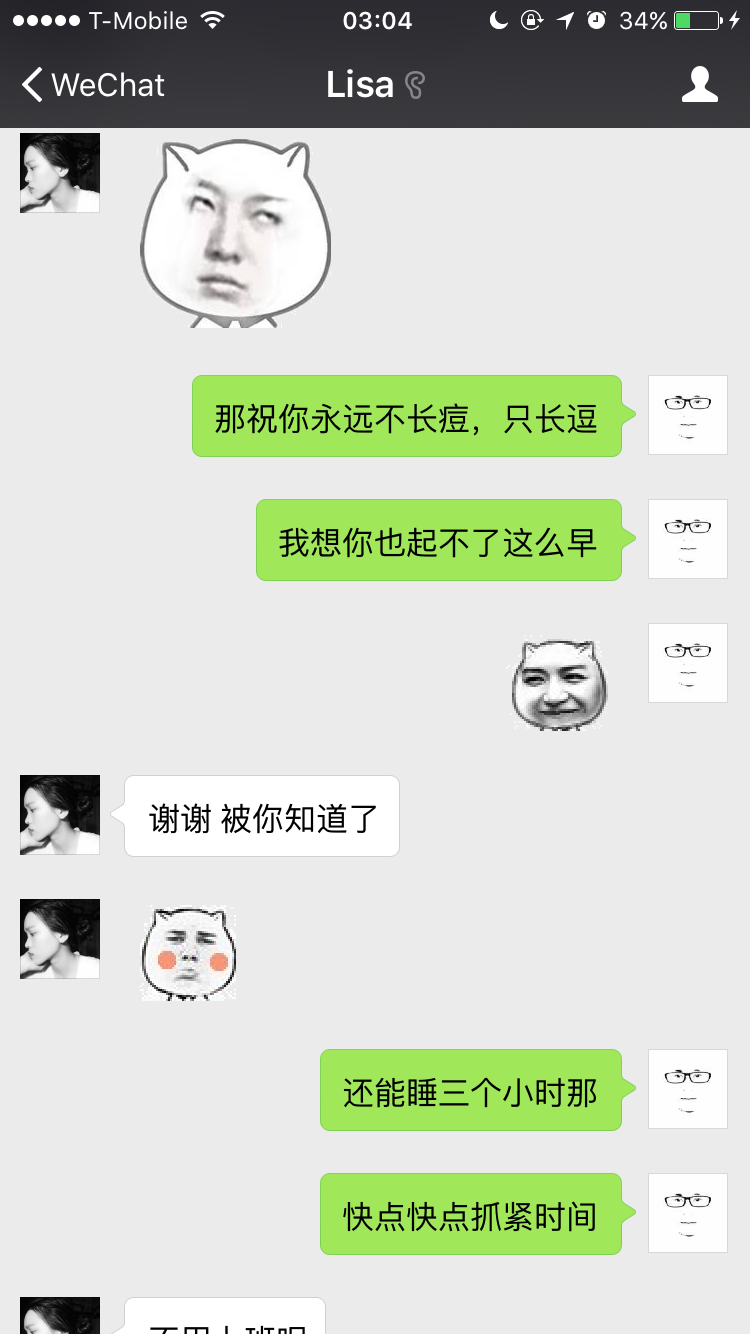 T-Mobile 03:04 34%
WeChat Lisa
那祝你永远不长痘，只长逗
我想你也起不了这么早
谢谢 被你知道了
还能睡三个小时那
快点快点抓紧时间